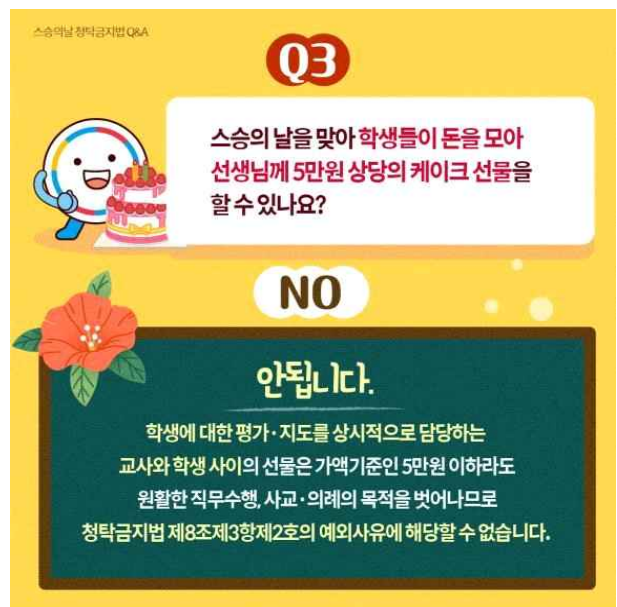 스승의날 청탁금지법 Q&A
Q3
스승의 날을 맞아 학생들이 돈을 모아
선생님께 5만원 상당의 케이크 선물을
할 수 있나요?
NO
안됩니다.
학생에 대한 평가·지도를 상시적으로 담당하는
교사와 학생 사이의 선물은 가액기준인 5만원 이하라도
원활한 직무수행, 사교·의례의 목적을 벗어나므로
청탁금지법 제8조제3항제2호의 예외사유에 해당할 수 없습니다.